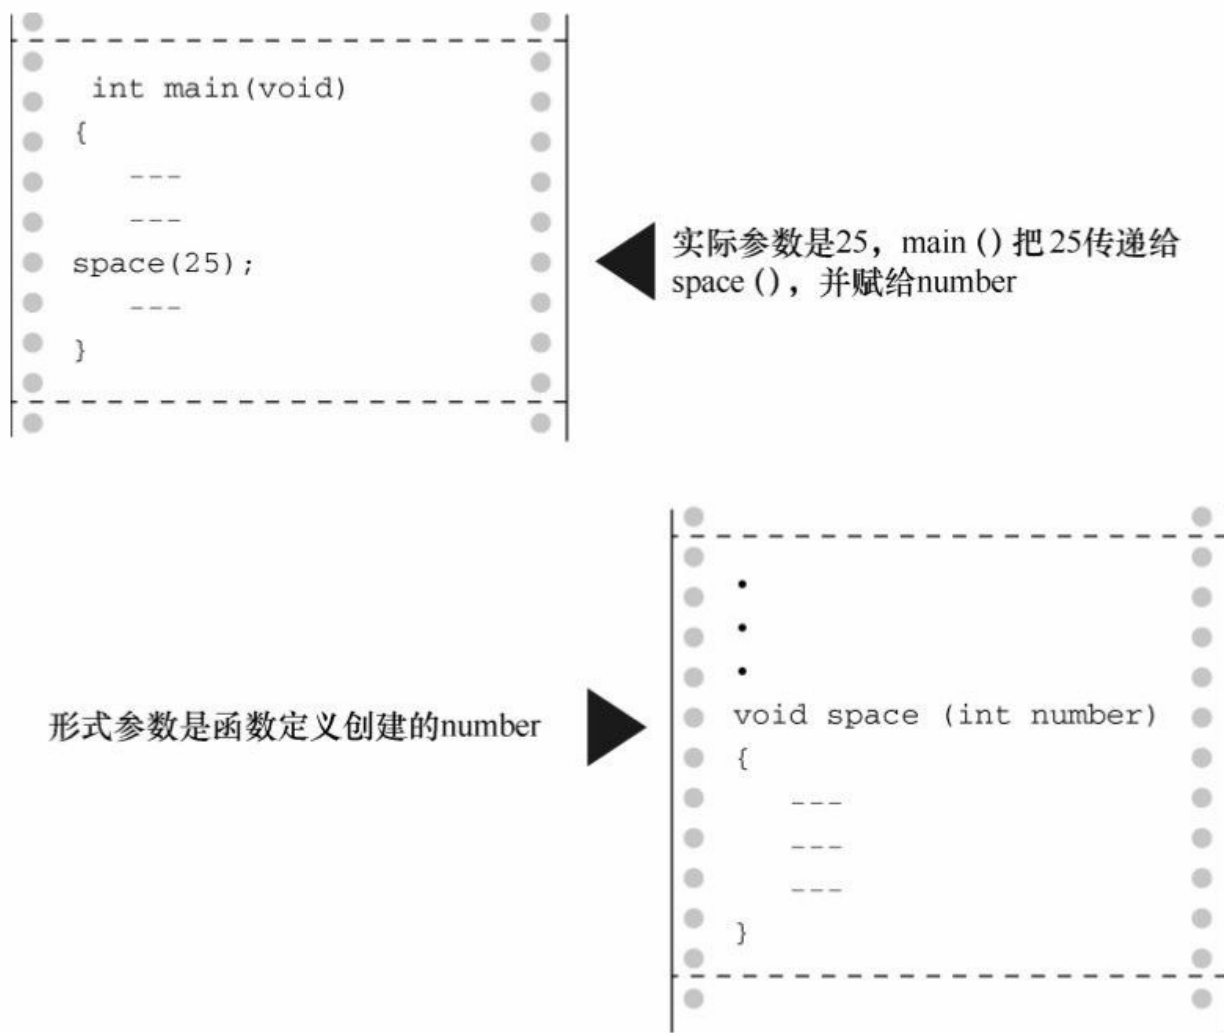 int main(void)
{
---
---
space(25);
---
}
实际参数是25，main ( ) 把25传递给
space ( )，并赋给number
形式参数是函数定义创建的number
•
•
•
void space (int number)
{
---
---
---
}